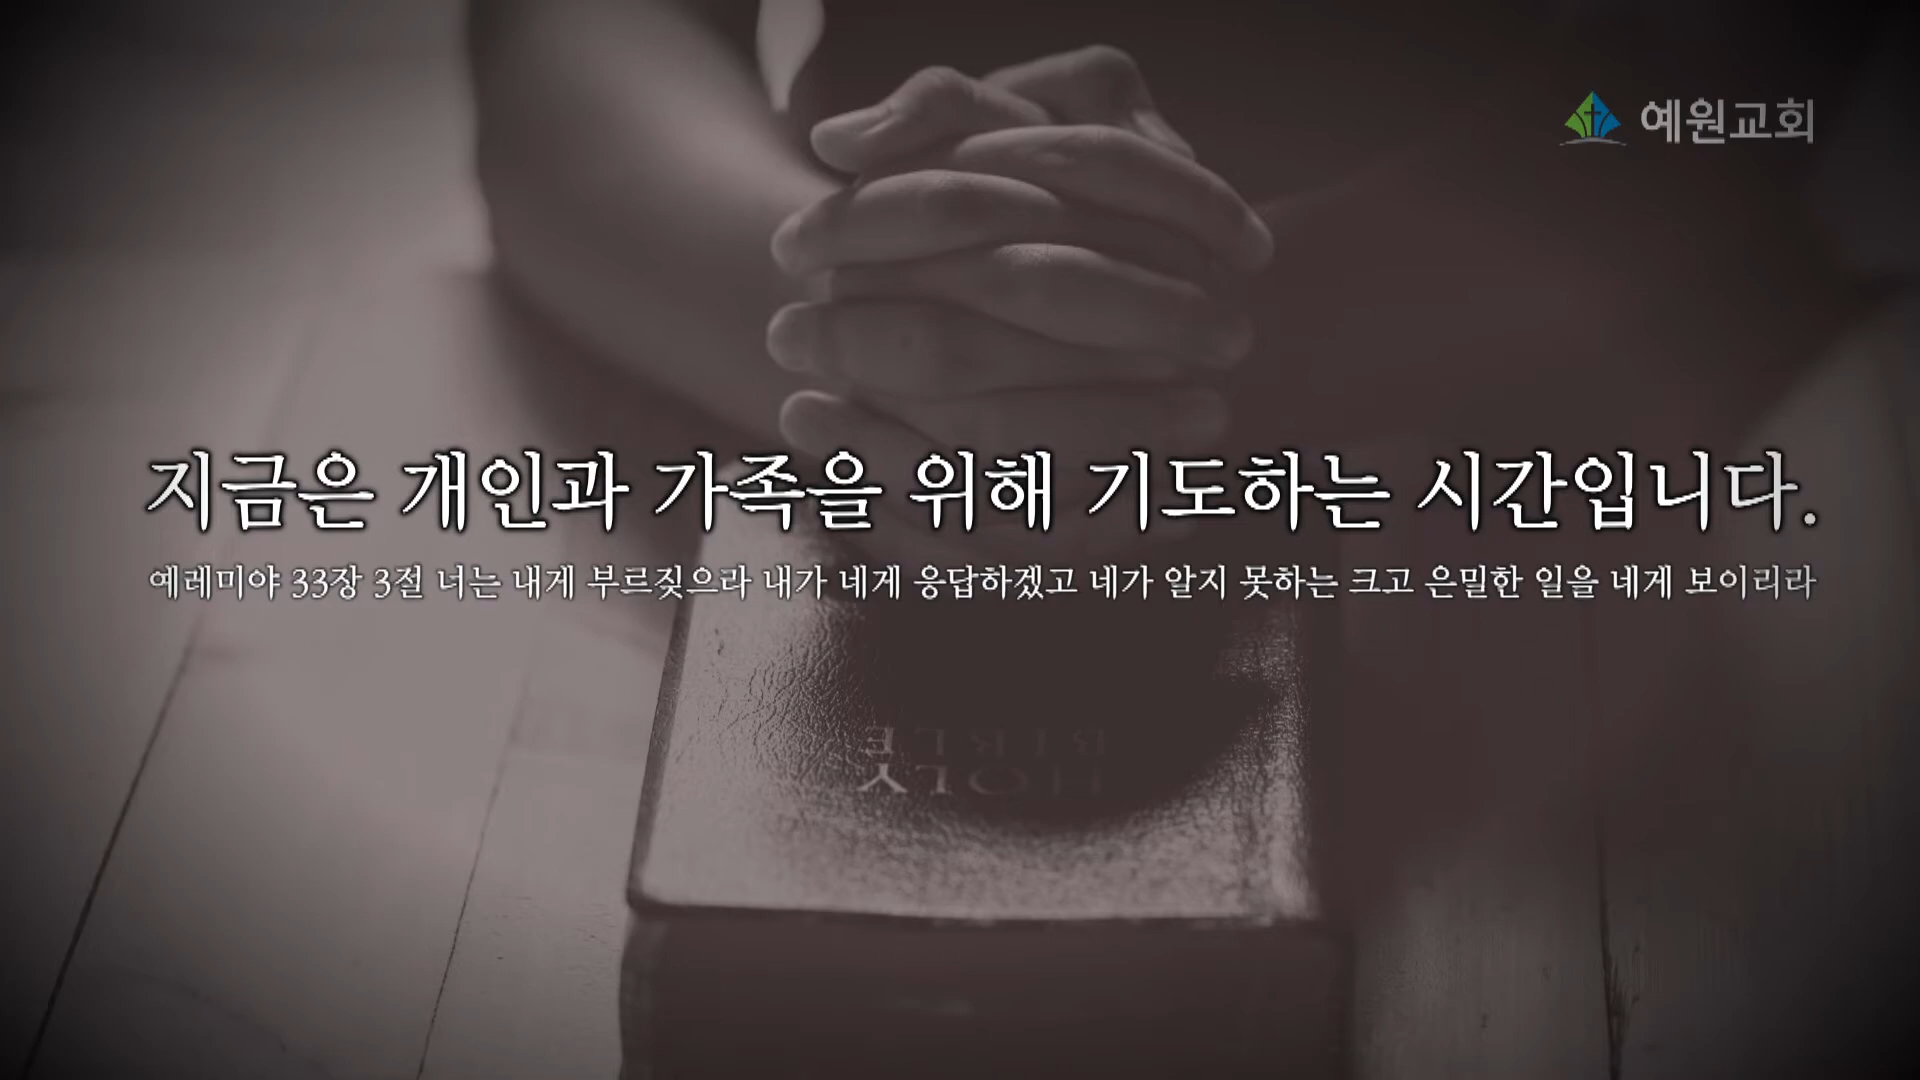 예원교회
지금은 개인과 가족을 위해 기도하는 시간입니다.
예레미야 33장 3절 너는 내게 부르짖으라 내가 네게 응답하겠고 네가 알지 못하는 크고 은밀한 일을 네게 보이리라
HOLY
BIBLE